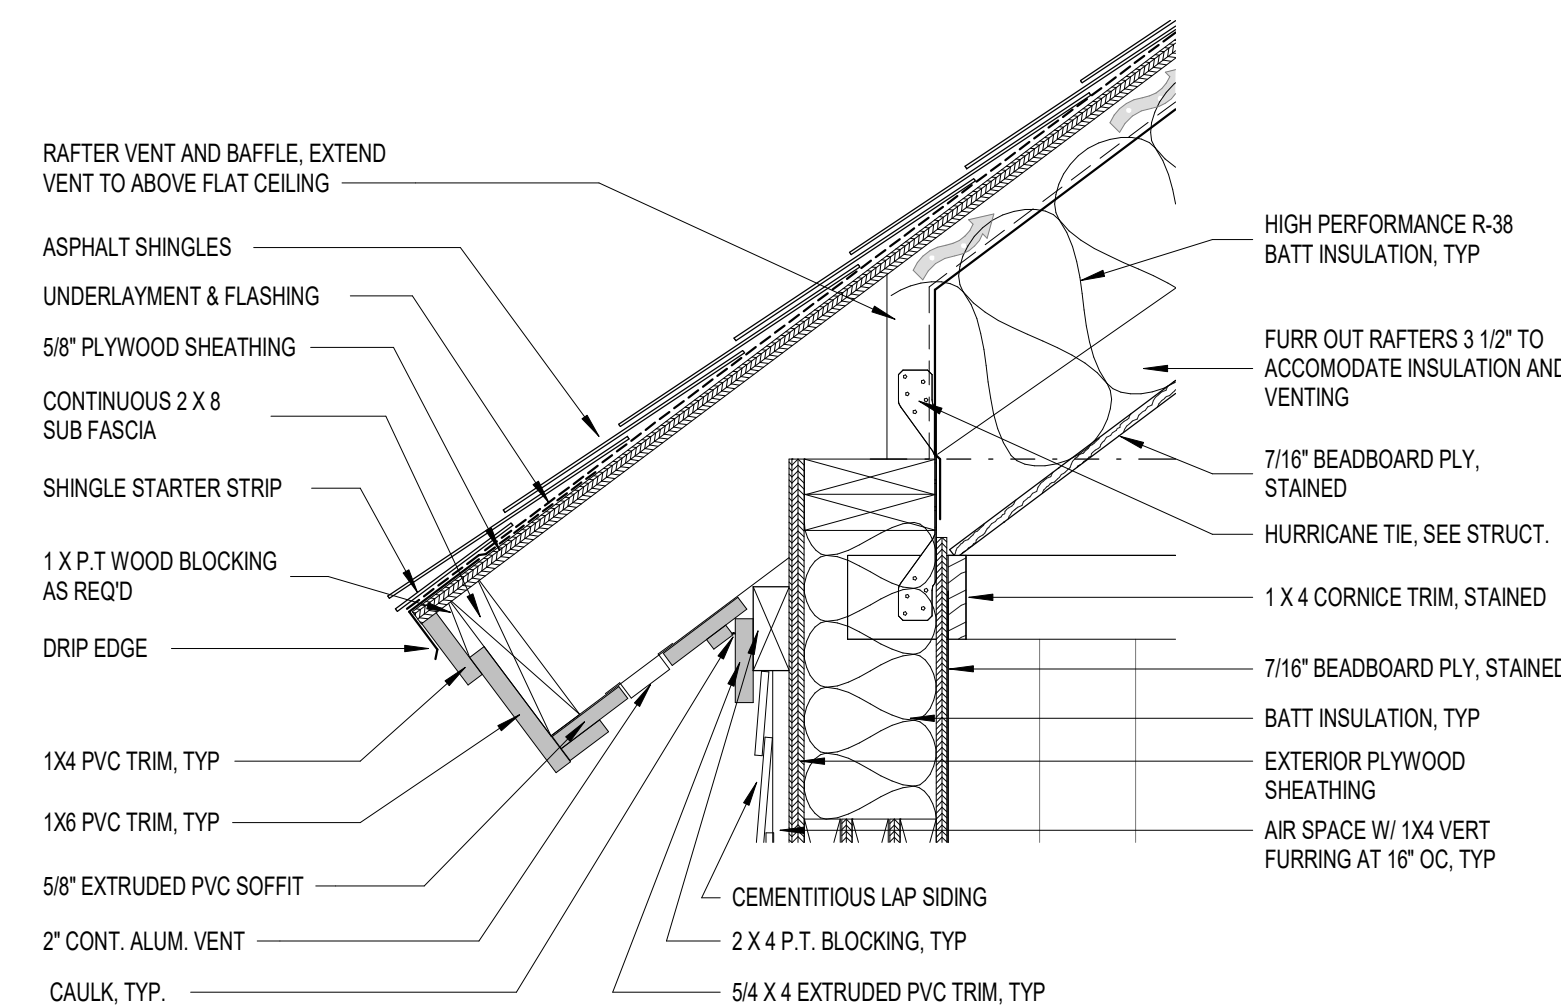 RAFTER VENT AND BAFFLE, EXTEND
VENT TO ABOVE FLAT CEILING
ASPHALT SHINGLES
UNDERLAYMENT & FLASHING
5/8" PLYWOOD SHEATHING
CONTINUOUS 2 X 8
SUB FASCIA
SHINGLE STARTER STRIP
1 X P.T WOOD BLOCKING
AS REQ'D
DRIP EDGE
1X4 PVC TRIM, TYP
1X6 PVC TRIM, TYP
5/8" EXTRUDED PVC SOFFIT
2" CONT. ALUM. VENT
CAULK, TYP.
CEMENTITIOUS LAP SIDING
2 X 4 P.T. BLOCKING, TYP
5/4 X 4 EXTRUDED PVC TRIM, TYP
HIGH PERFORMANCE R-38
BATT INSULATION, TYP
FURR OUT RAFTERS 3 1/2" TO
ACCOMODATE INSULATION AND
VENTING
7/16" BEADBOARD PLY,
STAINED
HURRICANE TIE, SEE STRUCT.
1 X 4 CORNICE TRIM, STAINED
7/16" BEADBOARD PLY, STAINED
BATT INSULATION, TYP
EXTERIOR PLYWOOD
SHEATHING
AIR SPACE W/ 1X4 VERT
FURRING AT 16" OC, TYP